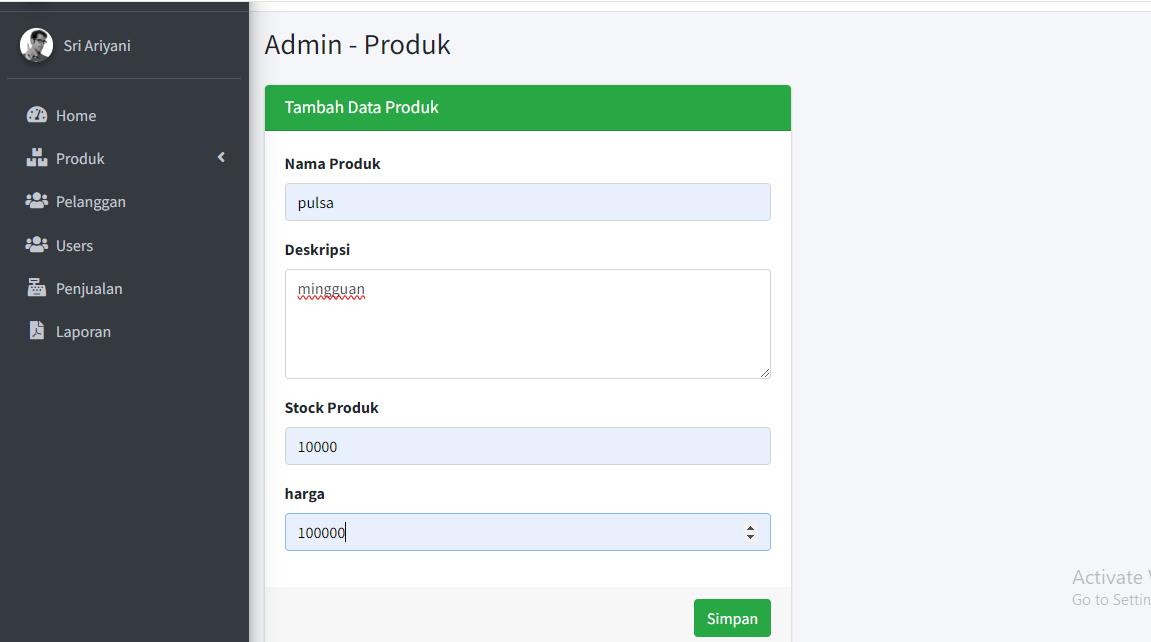 Sri Ariyani
Home
Produk
Pelanggan
Users
Penjualan
Laporan
Admin - Produk
Tambah Data Produk
Nama Produk
pulsa
Deskripsi
mingguan
Stock Produk
10000
harga
100000
Simpan
Activate
Go to